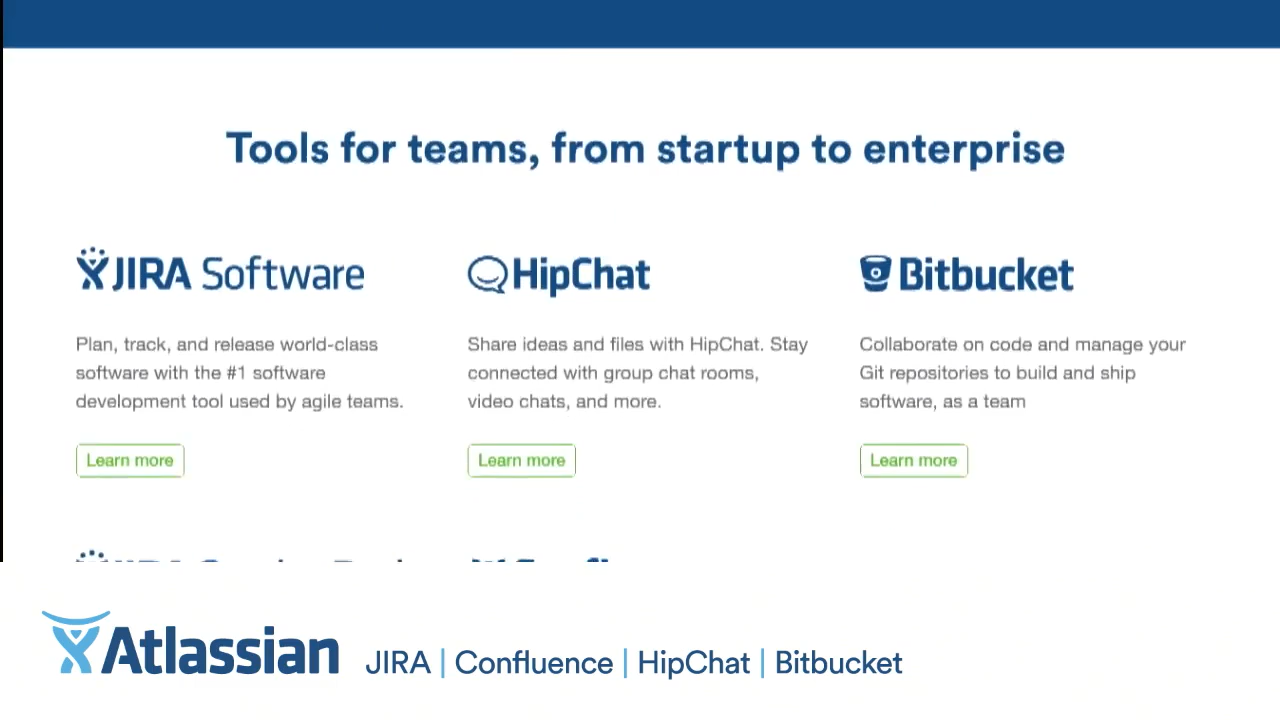 Tools for teams, from startup to enterprise
JIRA Software
Plan, track, and release world-class
software with the #1 software
development tool used by agile teams.
Learn more
HipChat
Share ideas and files with HipChat. Stay
connected with group chat rooms,
video chats, and more.
Learn more
Bitbucket
Collaborate on code and manage your
Git repositories to build and ship
software, as a team
Learn more
Atlassian JIRA | Confluence | HipChat | Bitbucket